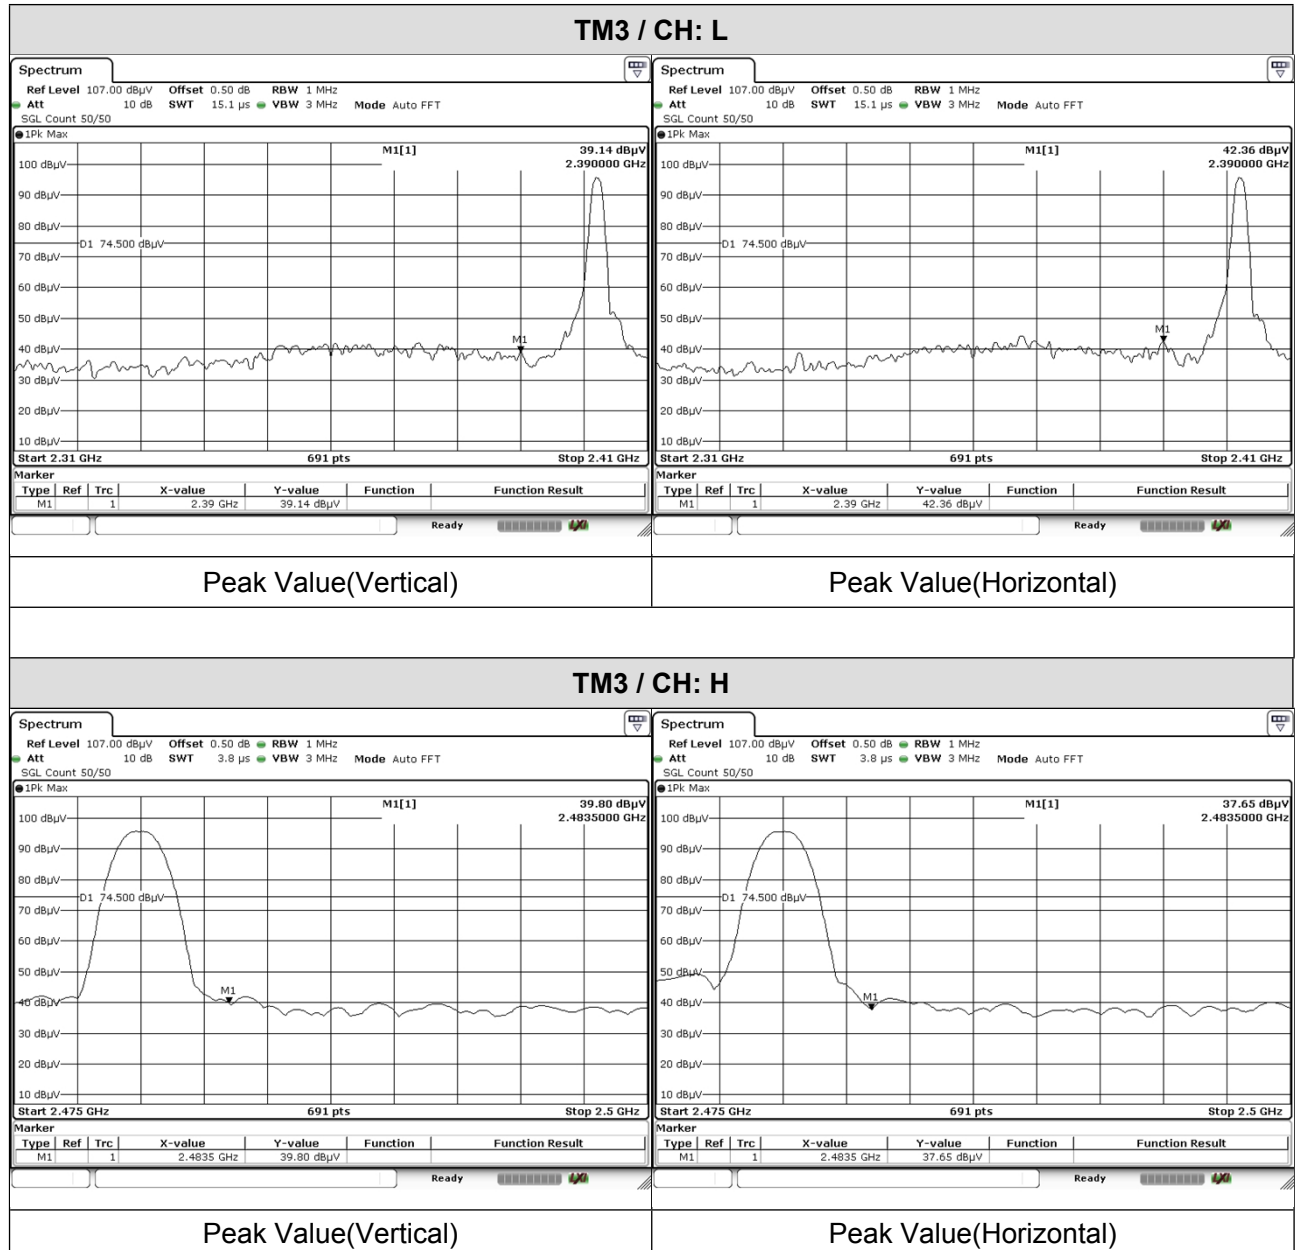 TM3 / CH: L
Spectrum
Ref Level 107.00 dBµV Offset 0.50 dB RBW 1 MHz
Att 10 dB SWT 15.1 µs VBW 3 MHz Mode Auto FFT
SGL Count 50/50
1Pk Max
M1[1] 39.14 dBµV
2.390000 GHz
100 dBµV
90 dBµV
80 dBµV
D1 74.500 dBµV
70 dBµV
60 dBµV
50 dBµV
M1
40 dBµV
30 dBµV
20 dBµV
10 dBµV
Start 2.31 GHz 691 pts Stop 2.41 GHz
Marker
Type Ref Trc X-value Y-value Function Function Result
M1 1 2.39 GHz 39.14 dBµV
Ready LXI
Peak Value(Vertical)
Spectrum
Ref Level 107.00 dBµV Offset 0.50 dB RBW 1 MHz
Att 10 dB SWT 15.1 µs VBW 3 MHz Mode Auto FFT
SGL Count 50/50
1Pk Max
M1[1] 42.36 dBµV
2.390000 GHz
100 dBµV
90 dBµV
80 dBµV
D1 74.500 dBµV
70 dBµV
60 dBµV
50 dBµV
M1
40 dBµV
30 dBµV
20 dBµV
10 dBµV
Start 2.31 GHz 691 pts Stop 2.41 GHz
Marker
Type Ref Trc X-value Y-value Function Function Result
M1 1 2.39 GHz 42.36 dBµV
Ready LXI
Peak Value(Horizontal)
TM3 / CH: H
Spectrum
Ref Level 107.00 dBµV Offset 0.50 dB RBW 1 MHz
Att 10 dB SWT 3.8 µs VBW 3 MHz Mode Auto FFT
SGL Count 50/50
1Pk Max
M1[1] 39.80 dBµV
2.4835000 GHz
100 dBµV
90 dBµV
80 dBµV
D1 74.500 dBµV
70 dBµV
60 dBµV
50 dBµV
M1
40 dBµV
30 dBµV
20 dBµV
10 dBµV
Start 2.475 GHz 691 pts Stop 2.5 GHz
Marker
Type Ref Trc X-value Y-value Function Function Result
M1 1 2.4835 GHz 39.80 dBµV
Ready LXI
Peak Value(Vertical)
Spectrum
Ref Level 107.00 dBµV Offset 0.50 dB RBW 1 MHz
Att 10 dB SWT 3.8 µs VBW 3 MHz Mode Auto FFT
SGL Count 50/50
1Pk Max
M1[1] 37.65 dBµV
2.4835000 GHz
100 dBµV
90 dBµV
80 dBµV
D1 74.500 dBµV
70 dBµV
60 dBµV
50 dBµV
M1
40 dBµV
30 dBµV
20 dBµV
10 dBµV
Start 2.475 GHz 691 pts Stop 2.5 GHz
Marker
Type Ref Trc X-value Y-value Function Function Result
M1 1 2.4835 GHz 37.65 dBµV
Ready LXI
Peak Value(Horizontal)